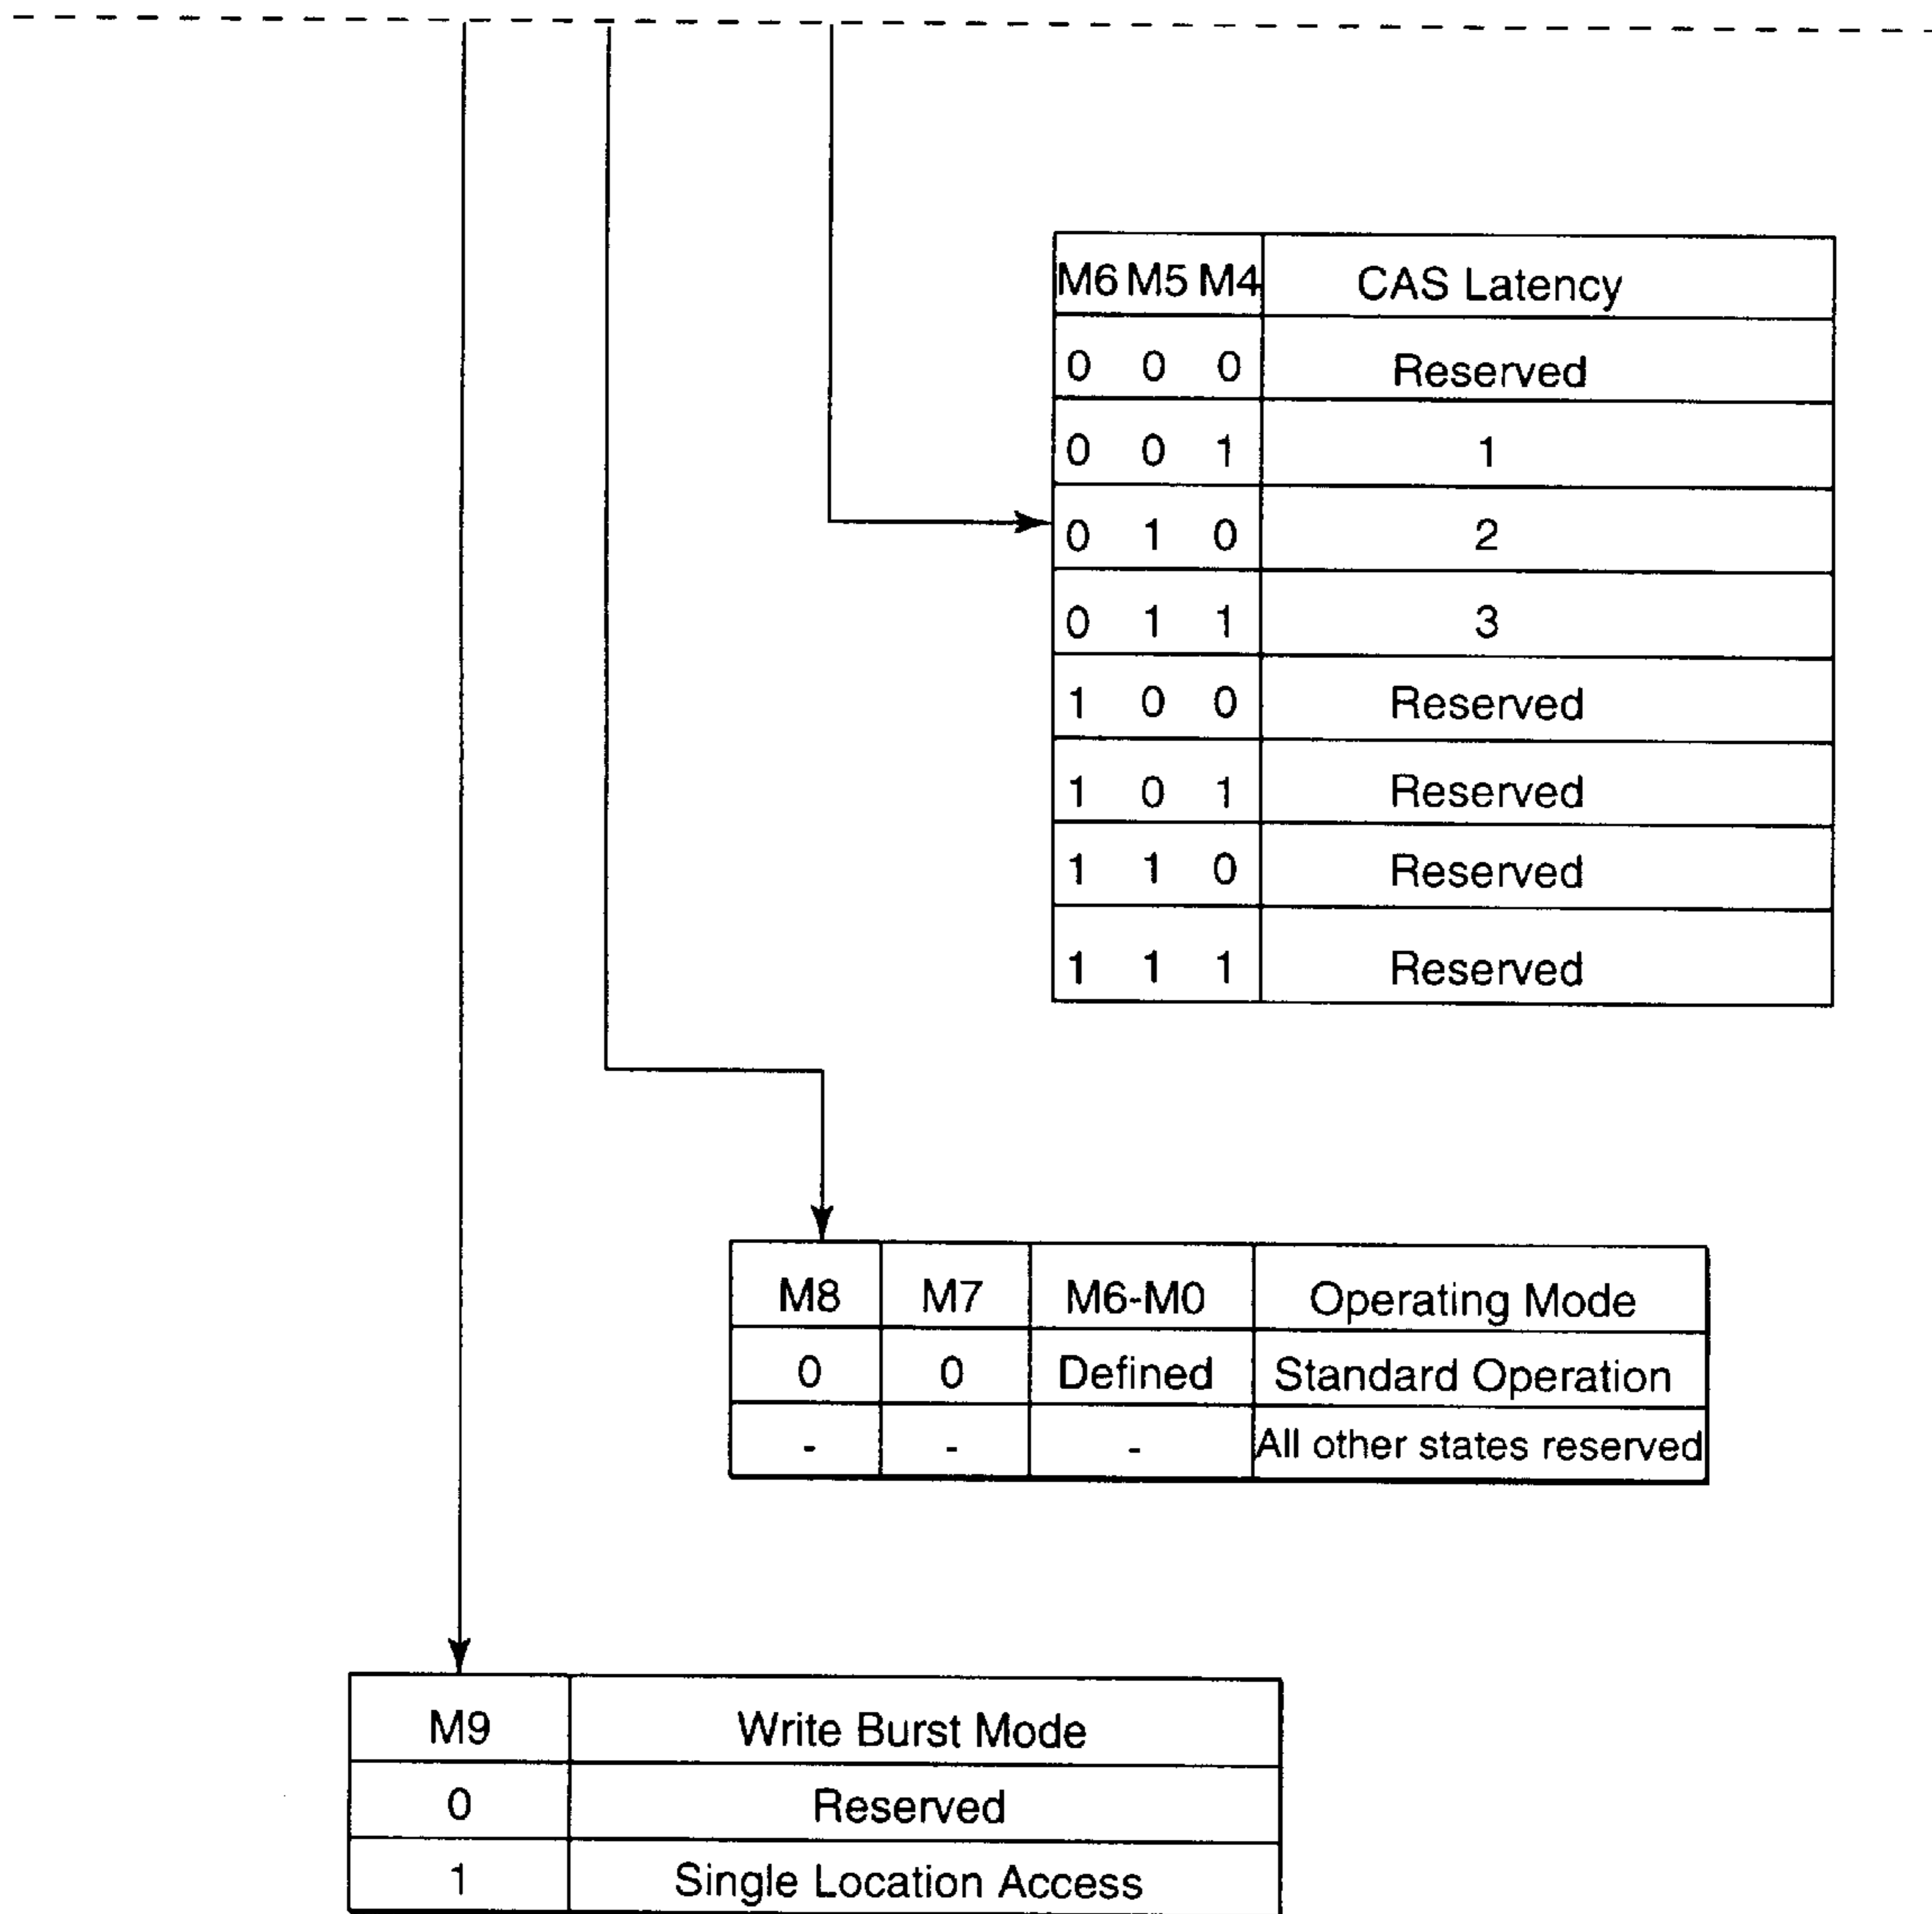 M6 M5 M4 CAS Latency
0 0 0 Reserved
0 0 1 1
0 1 0 2
0 1 1 3
1 0 0 Reserved
1 0 1 Reserved
1 1 0 Reserved
1 1 1 Reserved
M8 M7 M6-M0 Operating Mode
0 0 Defined Standard Operation
- - - All other states reserved
M9 Write Burst Mode
0 Reserved
1 Single Location Access